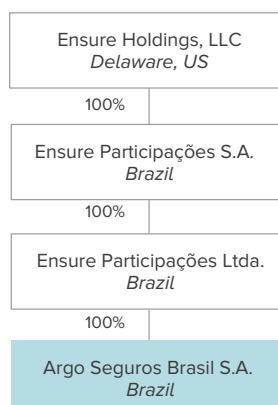 Ensure Holdings, LLC
Delaware, US
100%
Ensure Participações S.A.
Brazil
100%
Ensure Participações Ltda.
Brazil
100%
Argo Seguros Brasil S.A.
Brazil